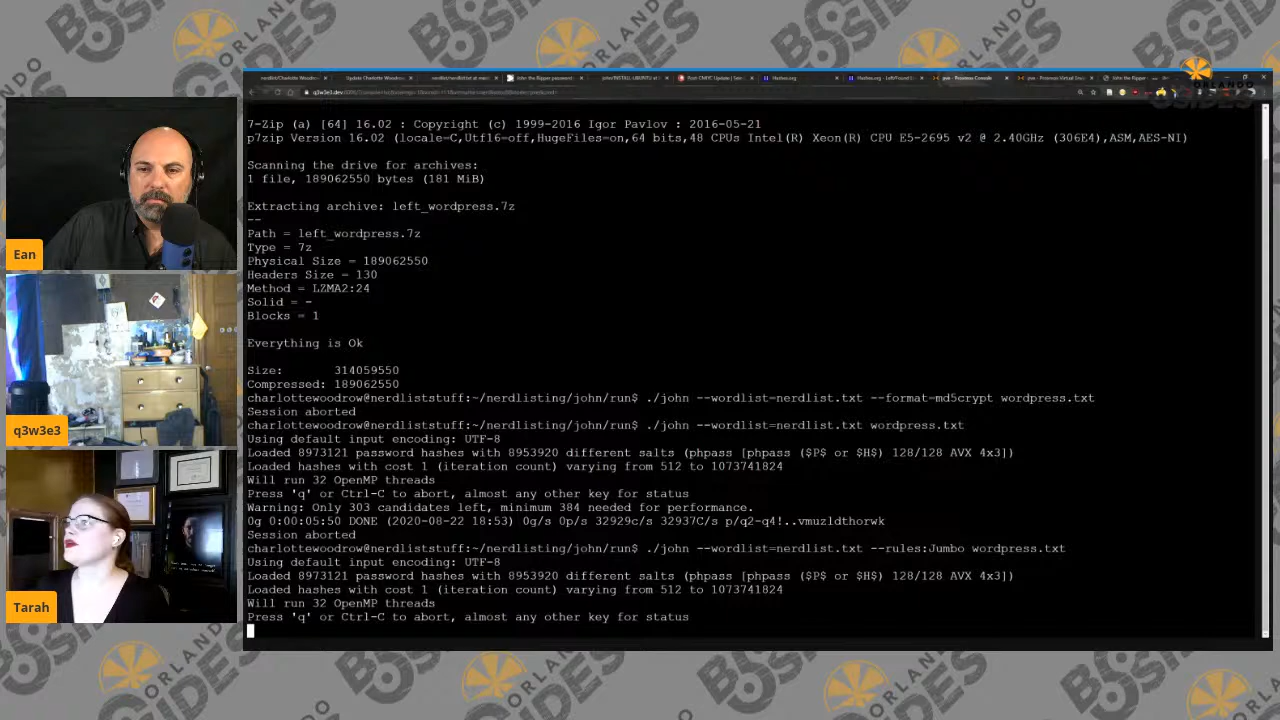 BSIDES
ORLANDO
7-Zip (a) [64] 16.02 : Copyright (c) 1999-2016 Igor Pavlov : 2016-05-21
p7zip Version 16.02 (locale=C,Utf16=off,HugeFiles=on,64 bits,48 CPUs Intel(R) Xeon(R) CPU E5-2695 v2 @ 2.40GHz (306E4),ASM,AES-NI)
Scanning the drive for archives:
1 file, 189062550 bytes (181 MiB)
Extracting archive: left_wordpress.7z
--
Path = left_wordpress.7z
Type = 7z
Physical Size = 189062550
Headers Size = 130
Method = LZMA2:24
Solid = -
Blocks = 1
Everything is Ok
Size:       314059550
Compressed: 189062550
charlottewoodrow@nerdliststuff:~/nerdlisting/john/run$ ./john --wordlist=nerdlist.txt --format=md5crypt wordpress.txt
Session aborted
charlottewoodrow@nerdliststuff:~/nerdlisting/john/run$ ./john --wordlist=nerdlist.txt wordpress.txt
Using default input encoding: UTF-8
Loaded 8973121 password hashes with 8953920 different salts (phpass [phpass ($P$ or $H$) 128/128 AVX 4x3])
Loaded hashes with cost 1 (iteration count) varying from 512 to 1073741824
Will run 32 OpenMP threads
Press 'q' or Ctrl-C to abort, almost any other key for status
Warning: Only 303 candidates left, minimum 384 needed for performance.
0g 0:00:05:50 DONE (2020-08-22 18:53) 0g/s 0p/s 32929c/s 32937C/s p/q2-q4!..vmuzldthorwk
Session aborted
charlottewoodrow@nerdliststuff:~/nerdlisting/john/run$ ./john --wordlist=nerdlist.txt --rules:Jumbo wordpress.txt
Using default input encoding: UTF-8
Loaded 8973121 password hashes with 8953920 different salts (phpass [phpass ($P$ or $H$) 128/128 AVX 4x3])
Loaded hashes with cost 1 (iteration count) varying from 512 to 1073741824
Will run 32 OpenMP threads
Press 'q' or Ctrl-C to abort, almost any other key for status
Ean
q3w3e3
Tarah